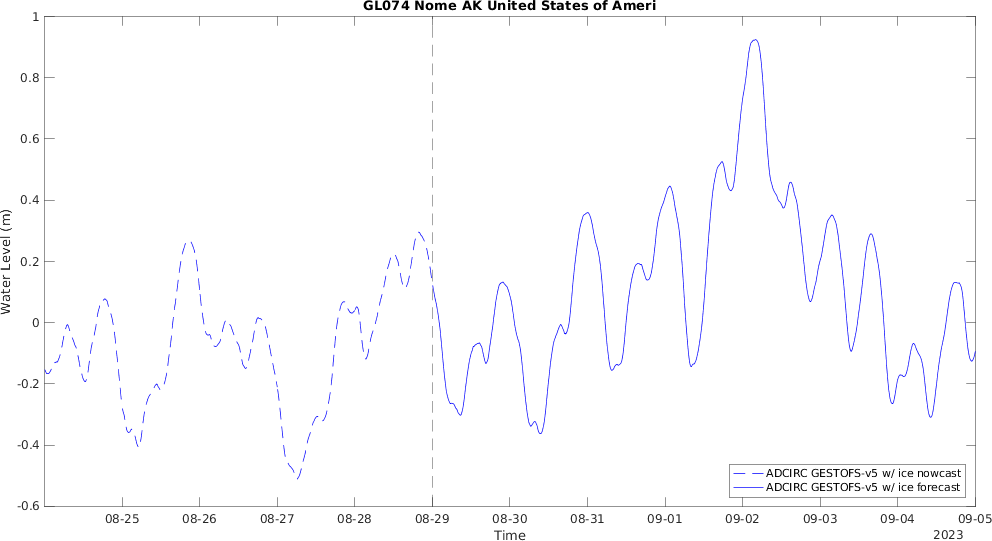 GL074 Nome AK United States of Ameri
1
0.8
0.6
0.4
0.2
0
-0.2
-0.4
-0.6
Water Level (m)
ADCIRC GESTOFS-v5 w/ ice nowcast
ADCIRC GESTOFS-v5 w/ ice forecast
08-25 08-26 08-27 08-28 08-29 08-30 08-31 09-01 09-02 09-03 09-04 09-05
Time
2023